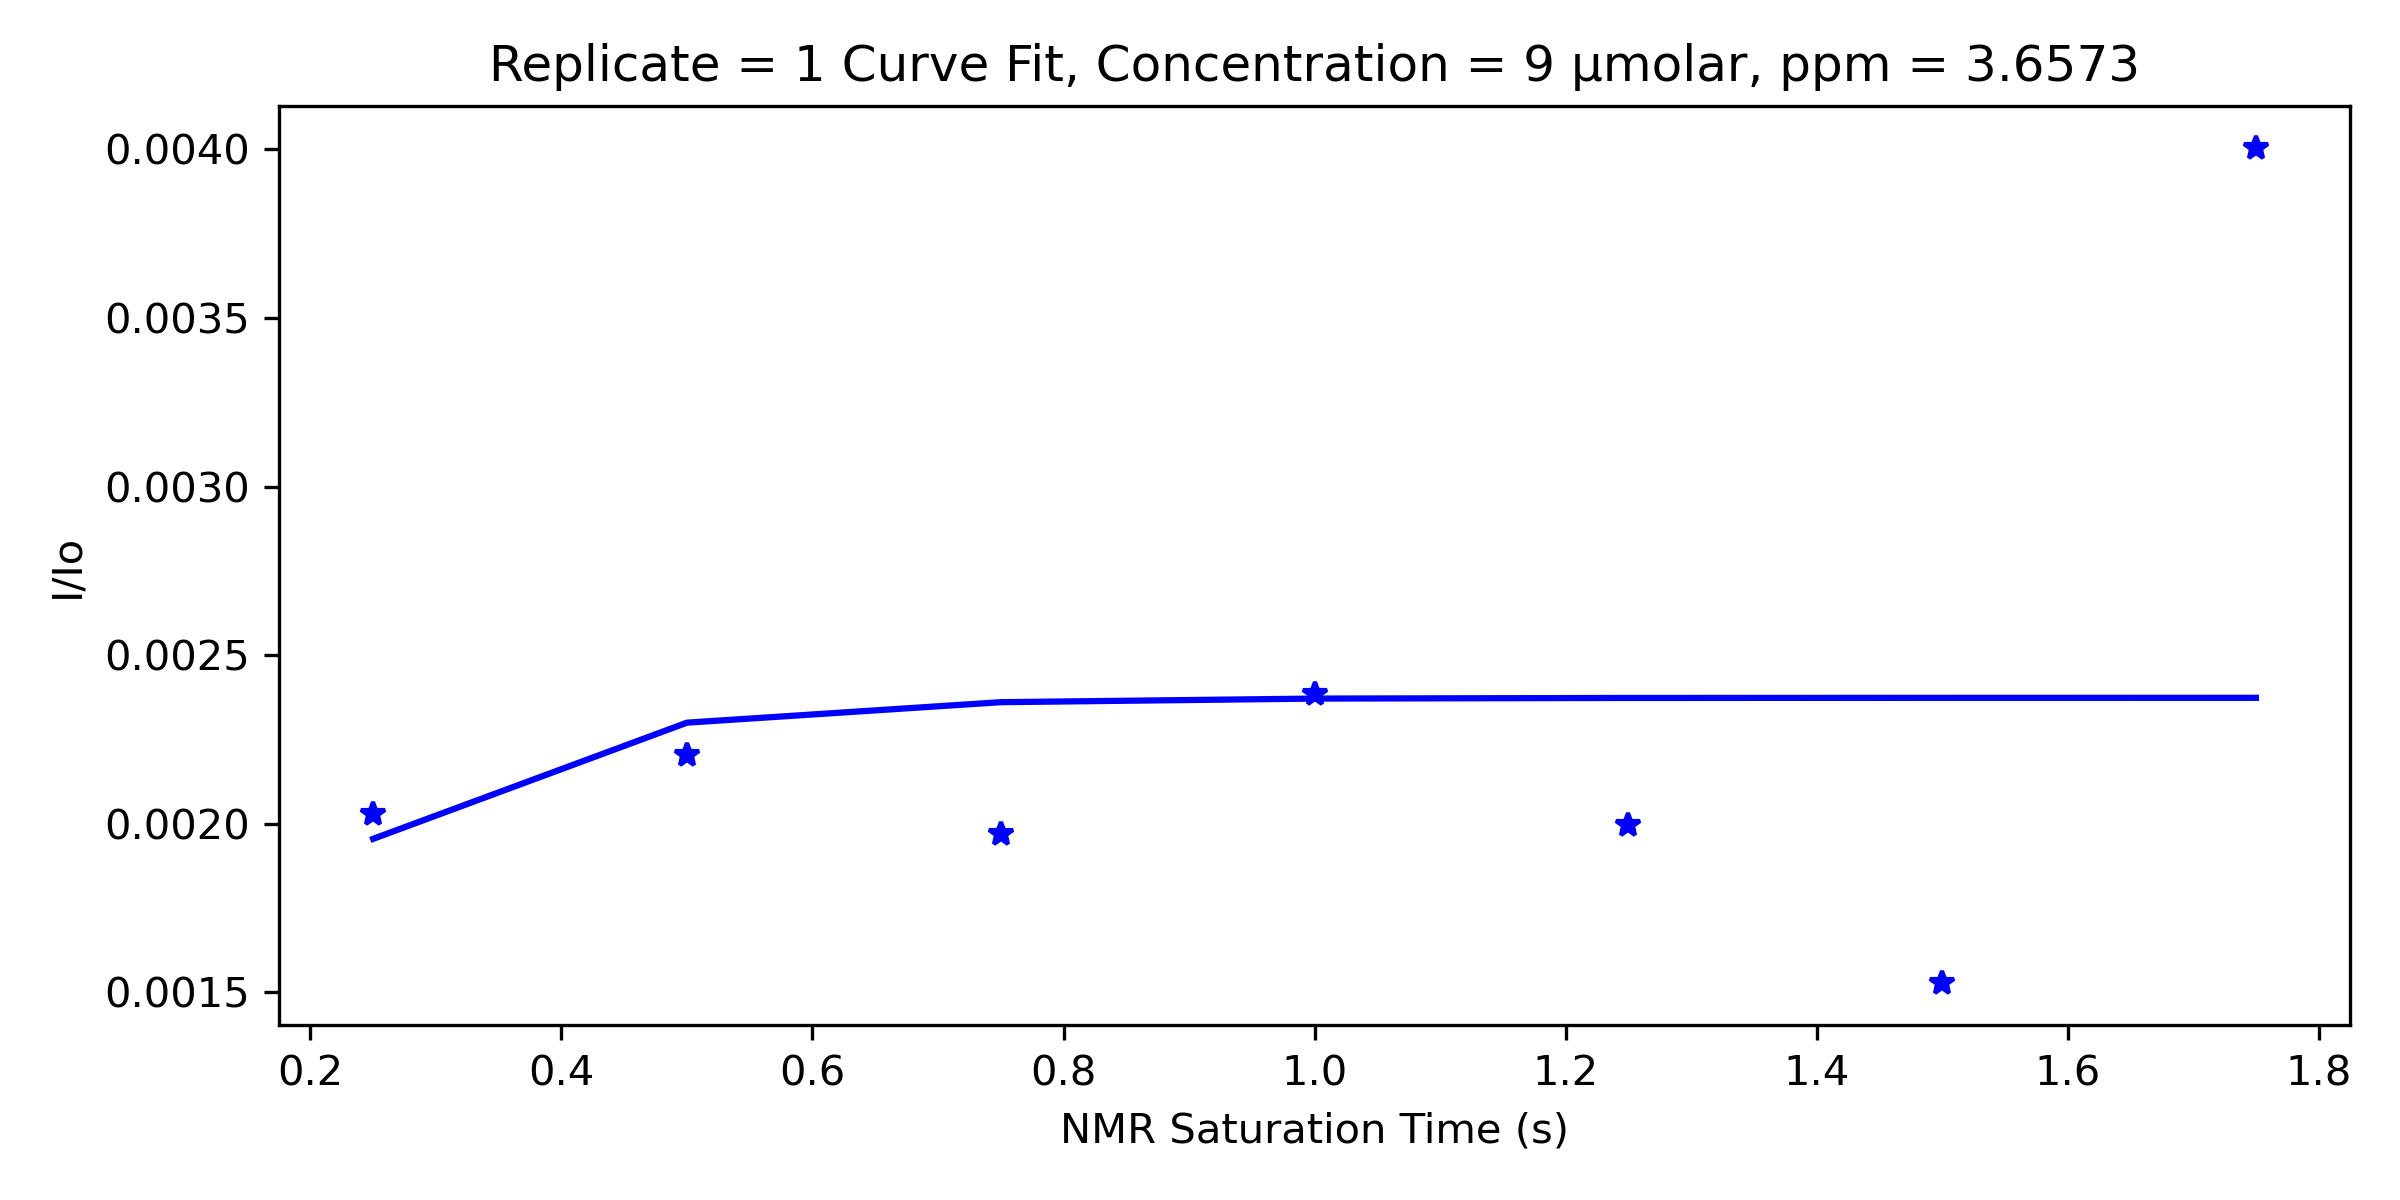 Replicate = 1 Curve Fit, Concentration = 9 µmolar, ppm = 3.6573
0.0040
0.0035
0.0030
0.0025
0.0020
0.0015
I/Io
0.2 0.4 0.6 0.8 1.0 1.2 1.4 1.6 1.8
NMR Saturation Time (s)